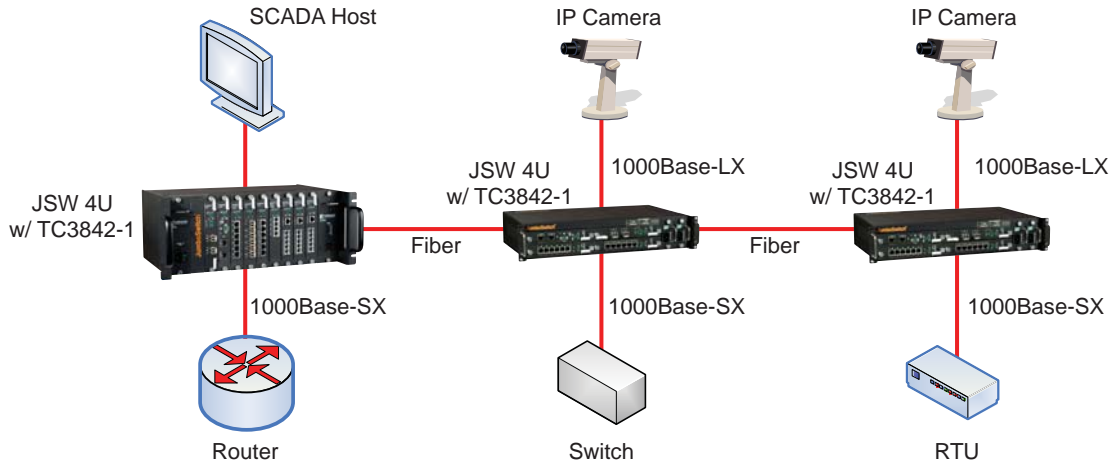 SCADA Host
IP Camera
IP Camera
JSW 4U
w/ TC3842-1
JSW 4U
w/ TC3842-1
JSW 4U
w/ TC3842-1
1000Base-LX
1000Base-LX
Fiber
Fiber
1000Base-SX
1000Base-SX
1000Base-SX
Router
Switch
RTU